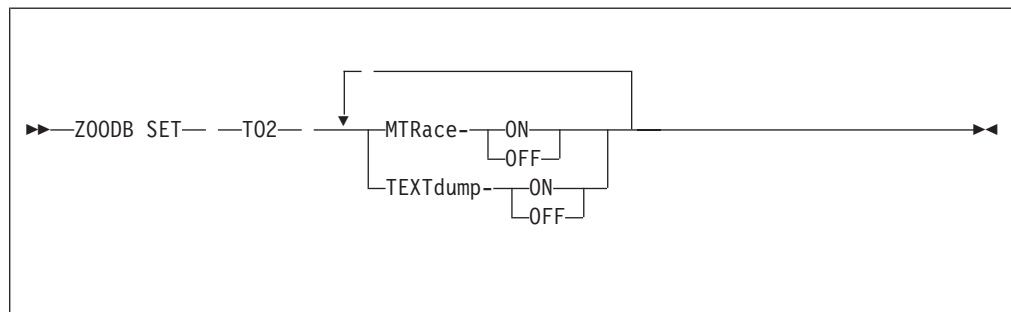 ZOODB SET TO2 MTRace- ON
OFF
TEXTdump- ON
OFF